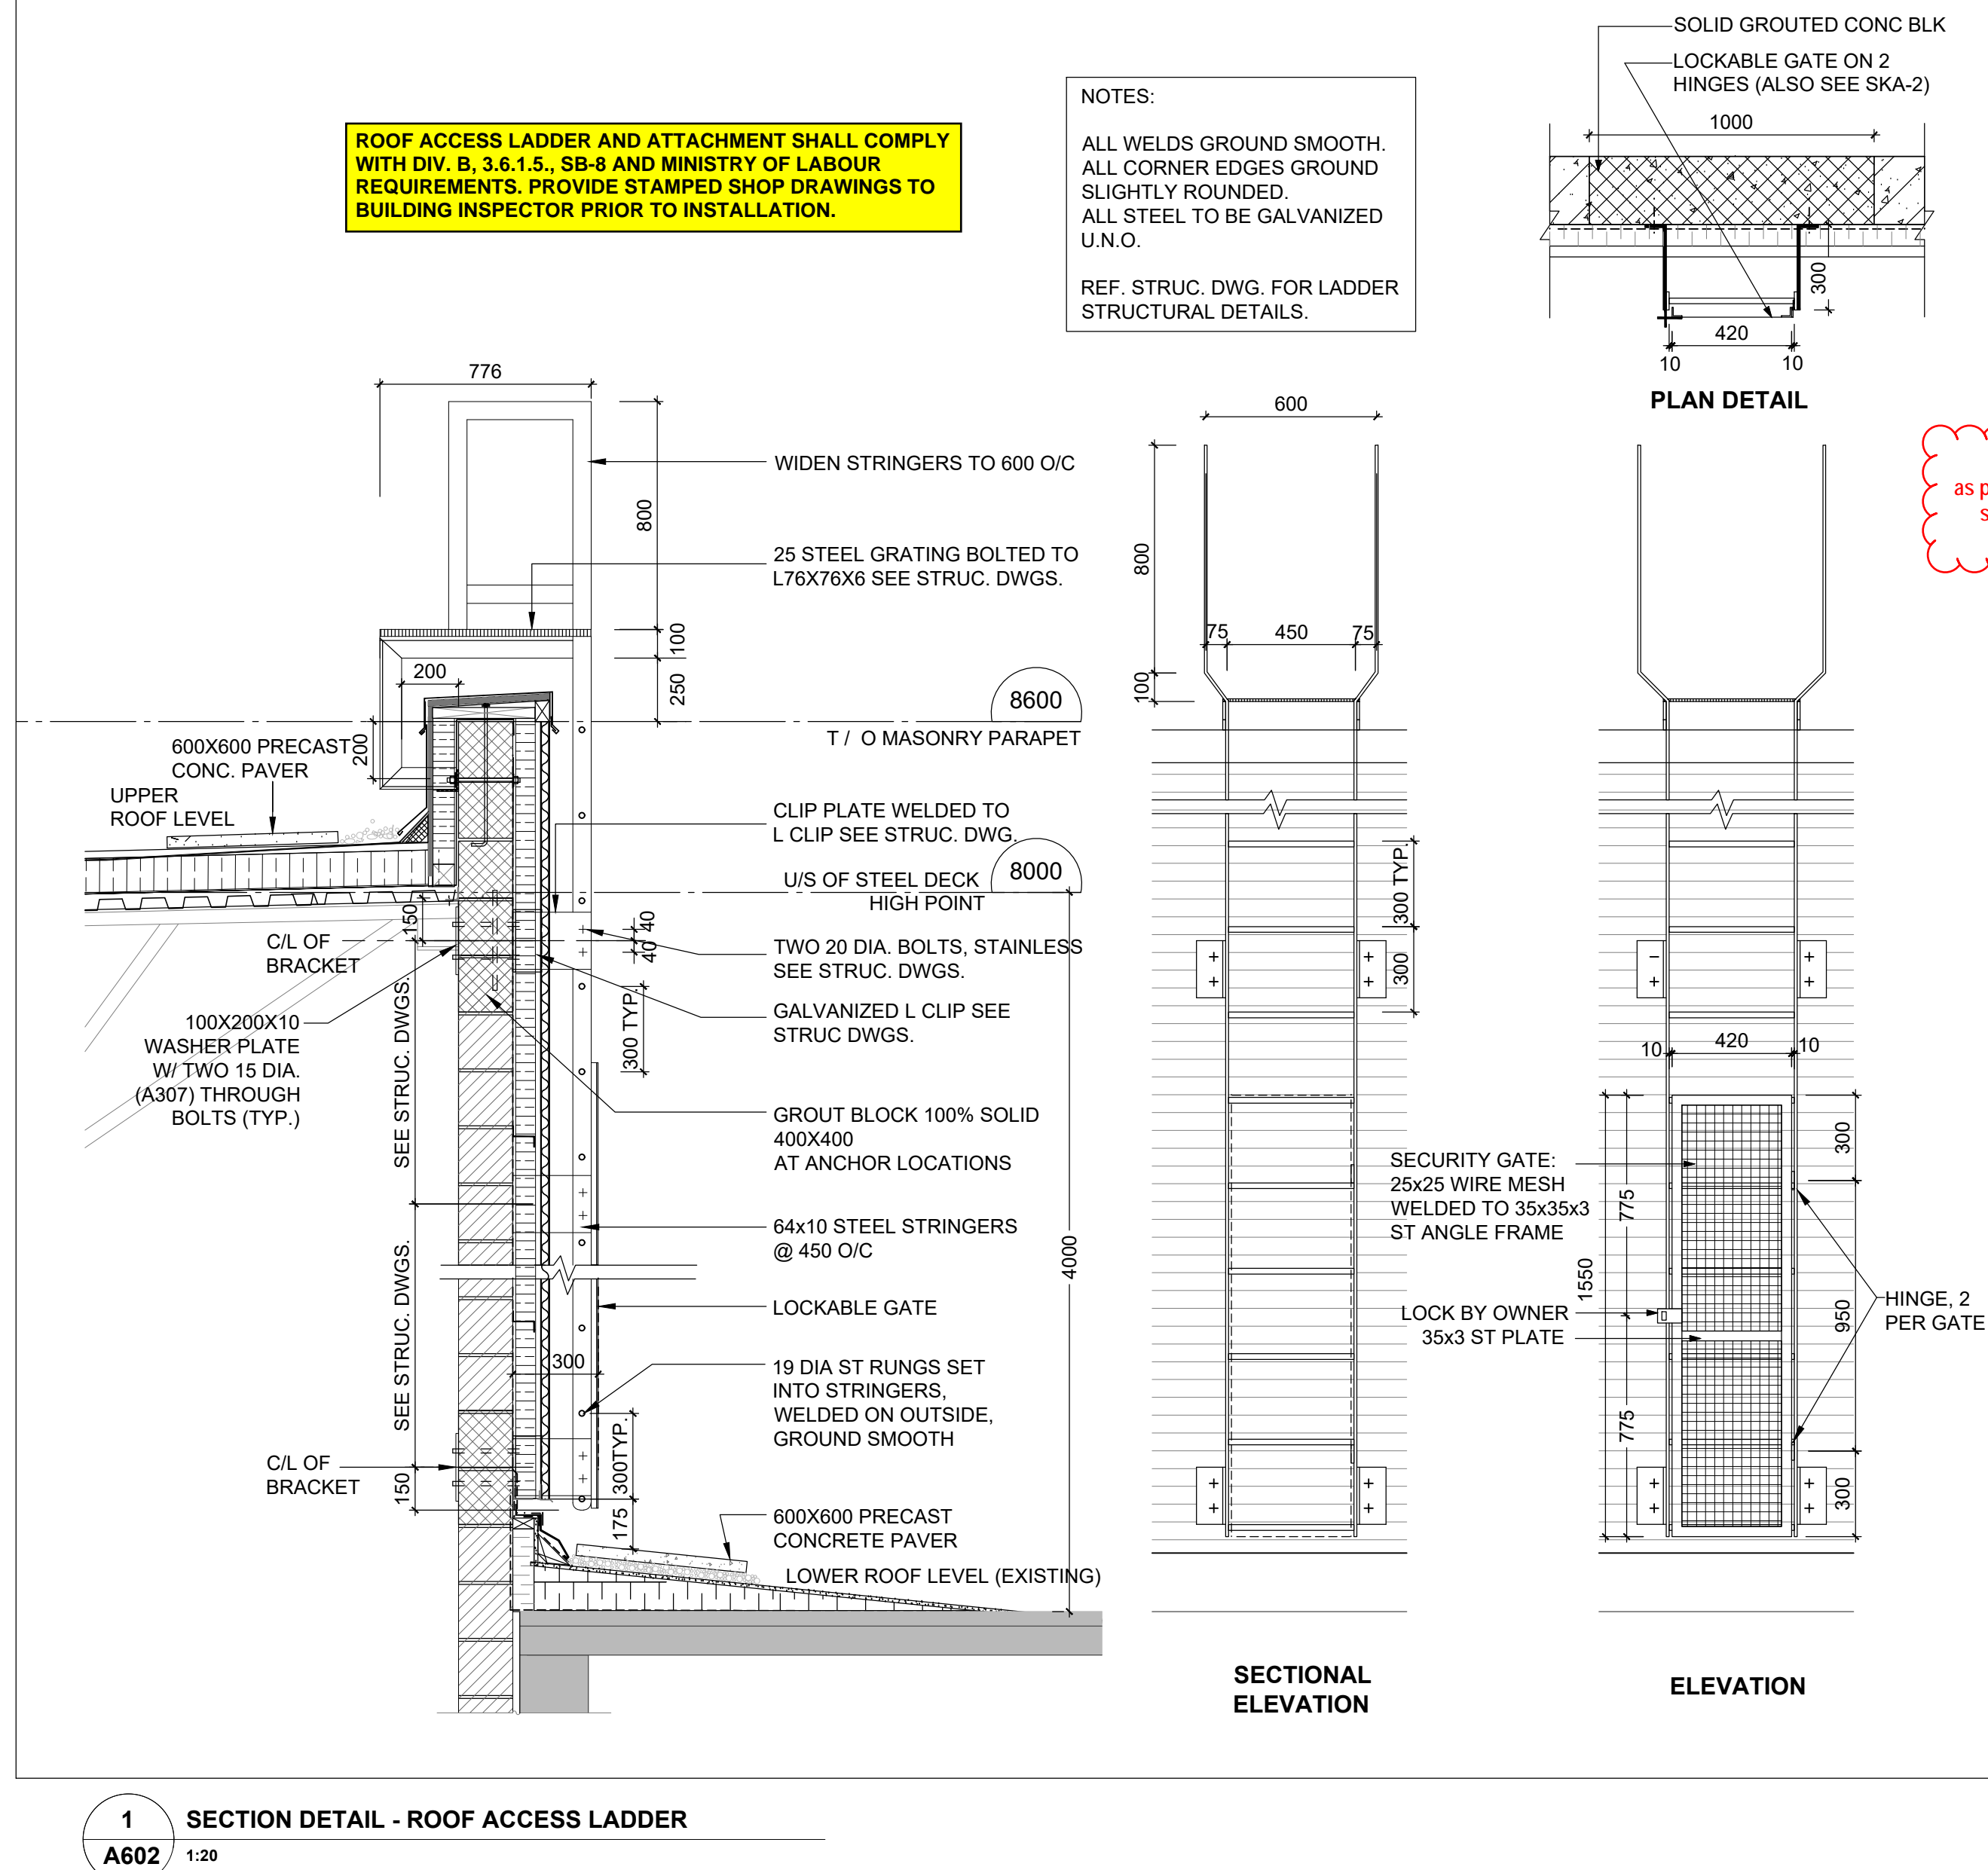 ROOF ACCESS LADDER AND ATTACHMENT SHALL COMPLY
WITH DIV. B, 3.6.1.5., SB-8 AND MINISTRY OF LABOUR
REQUIREMENTS. PROVIDE STAMPED SHOP DRAWINGS TO
BUILDING INSPECTOR PRIOR TO INSTALLATION.
NOTES:
ALL WELDS GROUND SMOOTH.
ALL CORNER EDGES GROUND
SLIGHTLY ROUNDED.
ALL STEEL TO BE GALVANIZED
U.N.O.
REF. STRUC. DWG. FOR LADDER
STRUCTURAL DETAILS.
SOLID GROUTED CONC BLK
LOCKABLE GATE ON 2
HINGES (ALSO SEE SKA-2)
1000
300
420
10
10
PLAN DETAIL
as p
s
776
800
WIDEN STRINGERS TO 600 O/C
25 STEEL GRATING BOLTED TO
L76X76X6 SEE STRUC. DWGS.
100
250
200
200
8600
T / O MASONRY PARAPET
600X600 PRECAST
CONC. PAVER
UPPER
ROOF LEVEL
CLIP PLATE WELDED TO
L CLIP SEE STRUC. DWG.
8000
U/S OF STEEL DECK
HIGH POINT
150
40
40
C/L OF
BRACKET
TWO 20 DIA. BOLTS, STAINLESS
SEE STRUC. DWGS.
GALVANIZED L CLIP SEE
STRUC DWGS.
300 TYP.
100X200X10
WASHER PLATE
W/ TWO 15 DIA.
(A307) THROUGH
BOLTS (TYP.)
SEE STRUC. DWGS.
GROUT BLOCK 100% SOLID
400X400
AT ANCHOR LOCATIONS
64x10 STEEL STRINGERS
@ 450 O/C
4000
SEE STRUC. DWGS.
LOCKABLE GATE
300
19 DIA ST RUNGS SET
INTO STRINGERS,
WELDED ON OUTSIDE,
GROUND SMOOTH
300TYP.
C/L OF
BRACKET
150
175
600X600 PRECAST
CONCRETE PAVER
LOWER ROOF LEVEL (EXISTING)
600
800
75
450
75
100
300 TYP.
300
SECTIONAL
ELEVATION
10
420
10
SECURITY GATE:
25x25 WIRE MESH
WELDED TO 35x35x3
ST ANGLE FRAME
775
300
1550
LOCK BY OWNER
35x3 ST PLATE
950
HINGE, 2
PER GATE
775
300
ELEVATION
1
A602
SECTION DETAIL - ROOF ACCESS LADDER
1:20